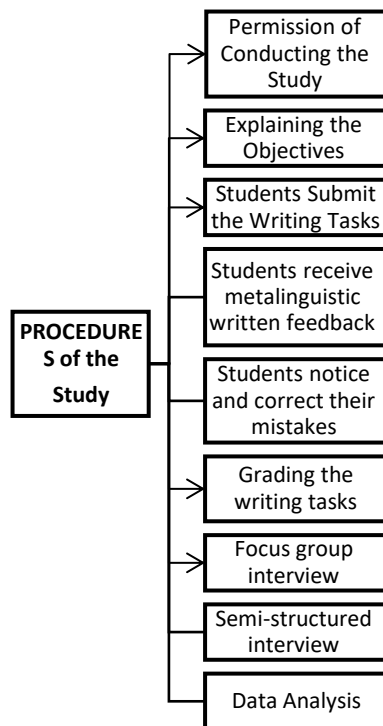 Permission of
Conducting the
Study
Explaining the
Objectives
Students Submit
the Writing Tasks
Students receive
metalinguistic
written feedback
PROCEDURE
S of the
Study
Students notice
and correct their
mistakes
Grading the
writing tasks
Focus group
interview
Semi-structured
interview
Data Analysis